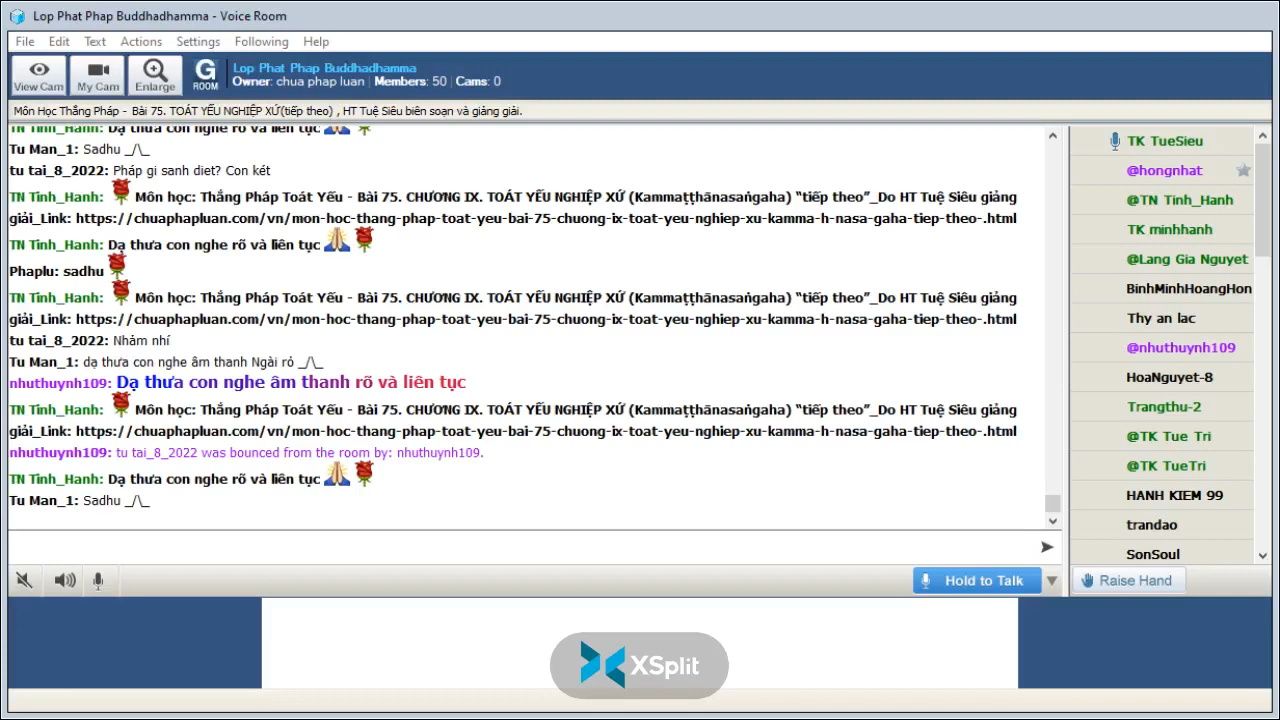 Lop Phat Phap Buddhadhamma - Voice Room
File Edit Text Actions Settings Following Help
View Cam My Cam Enlarge G ROOM
Lop Phat Phap Buddhadhamma
Owner: chua phap luan | Members: 50 | Cams: 0
Môn Học Thắng Pháp - Bài 75. TOÁT YẾU NGHIỆP XỨ(tiếp theo) , HT Tuệ Siêu biên soạn và giảng giải.
TN Tinh_Hanh: Dạ thưa con nghe rõ và liên tục
Tu Man_1: Sadhu _/\_
tu tai_8_2022: Pháp gi sanh diet? Con két
TN Tinh_Hanh: Môn học: Thắng Pháp Toát Yếu - Bài 75. CHƯƠNG IX. TOÁT YẾU NGHIỆP XỨ (Kammaṭṭhānasaṅgaha) “tiếp theo”_Do HT Tuệ Siêu giảng
giải_Link: https://chuaphapluan.com/vn/mon-hoc-thang-phap-toat-yeu-bai-75-chuong-ix-toat-yeu-nghiep-xu-kamma-h-nasa-gaha-tiep-theo-.html
TN Tinh_Hanh: Dạ thưa con nghe rõ và liên tục
Phaplu: sadhu
TN Tinh_Hanh: Môn học: Thắng Pháp Toát Yếu - Bài 75. CHƯƠNG IX. TOÁT YẾU NGHIỆP XỨ (Kammaṭṭhānasaṅgaha) “tiếp theo”_Do HT Tuệ Siêu giảng
giải_Link: https://chuaphapluan.com/vn/mon-hoc-thang-phap-toat-yeu-bai-75-chuong-ix-toat-yeu-nghiep-xu-kamma-h-nasa-gaha-tiep-theo-.html
tu tai_8_2022: Nhảm nhí
Tu Man_1: dạ thưa con nghe âm thanh Ngài rỏ _/\_
nhuthuynh109: Dạ thưa con nghe âm thanh rõ và liên tục
TN Tinh_Hanh: Môn học: Thắng Pháp Toát Yếu - Bài 75. CHƯƠNG IX. TOÁT YẾU NGHIỆP XỨ (Kammaṭṭhānasaṅgaha) “tiếp theo”_Do HT Tuệ Siêu giảng
giải_Link: https://chuaphapluan.com/vn/mon-hoc-thang-phap-toat-yeu-bai-75-chuong-ix-toat-yeu-nghiep-xu-kamma-h-nasa-gaha-tiep-theo-.html
nhuthuynh109: tu tai_8_2022 was bounced from the room by: nhuthuynh109.
TN Tinh_Hanh: Dạ thưa con nghe rõ và liên tục
Tu Man_1: Sadhu _/\_
TK TueSieu
@hongnhat
@TN Tinh_Hanh
TK minhhanh
@Lang Gia Nguyet
BinhMinhHoangHon
Thy an lac
@nhuthuynh109
HoaNguyet-8
Trangthu-2
@TK Tue Tri
@TK TueTri
HANH KIEM 99
trandao
SonSoul
Hold to Talk
Raise Hand
XSplit